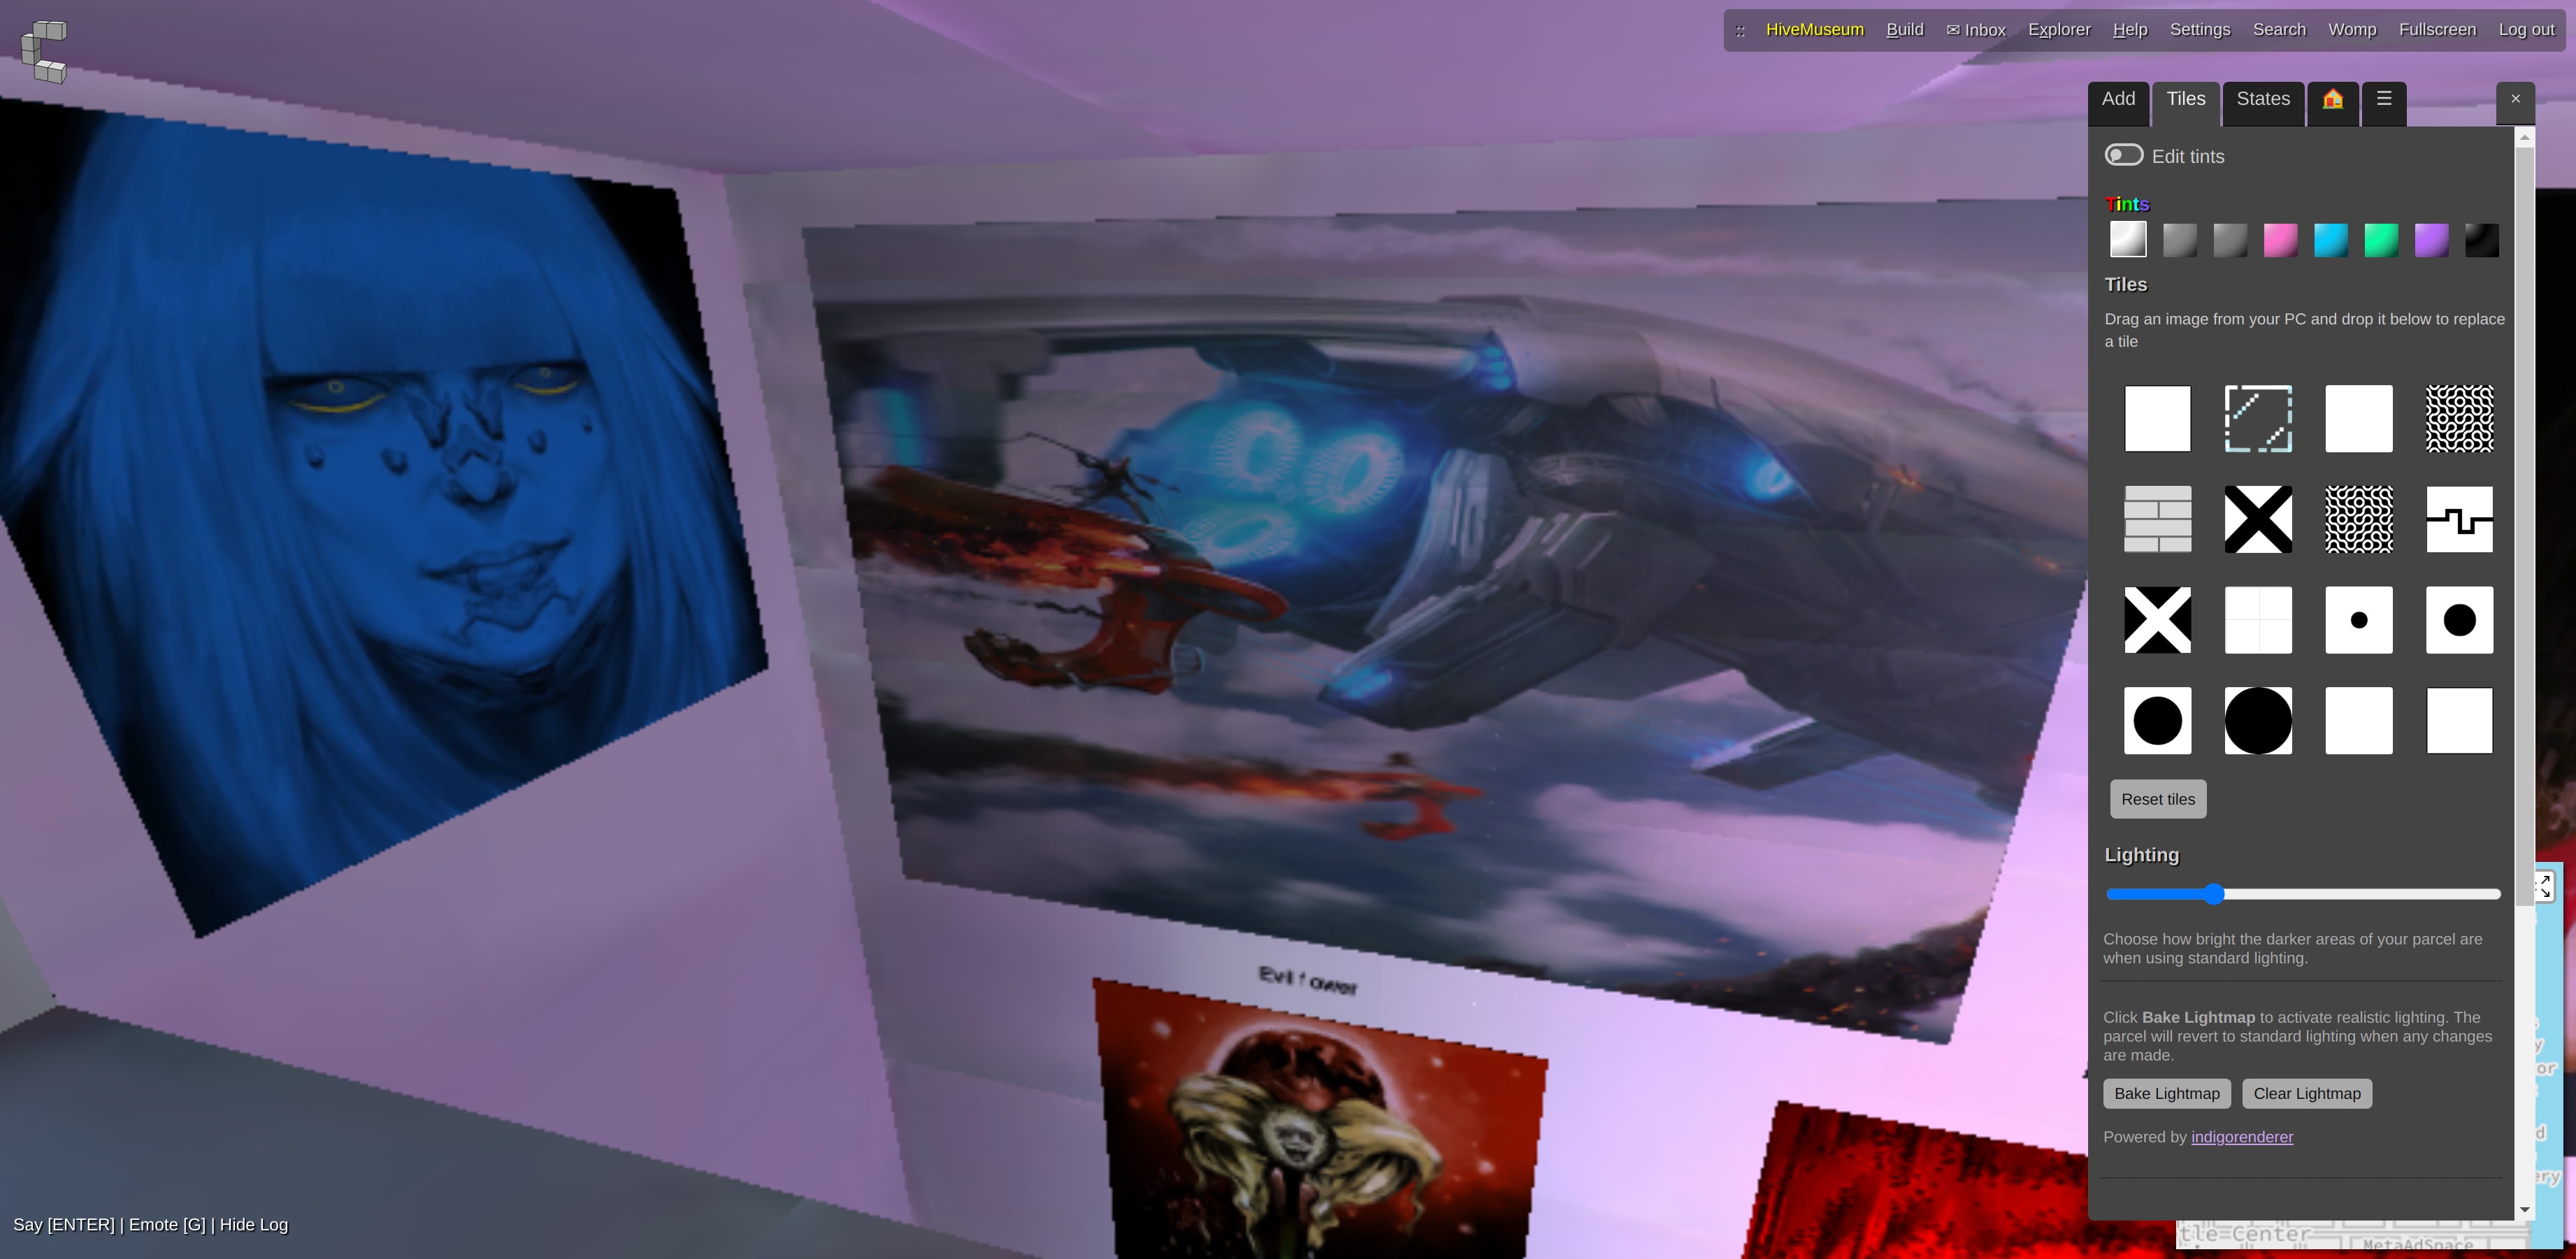 :: HiveMuseum Build ✉ Inbox Explorer Help Settings Search Womp Fullscreen Log out
Add Tiles States 🏠 ☰ ×
Edit tints
Tints
Tiles
Drag an image from your PC and drop it below to replace
a tile
Reset tiles
Lighting
Choose how bright the darker areas of your parcel are
when using standard lighting.
Click Bake Lightmap to activate realistic lighting. The
parcel will revert to standard lighting when any changes
are made.
Bake Lightmap Clear Lightmap
Powered by indigorenderer
Evil
Say [ENTER] | Emote [G] | Hide Log
tle Center
MetaAdSpace